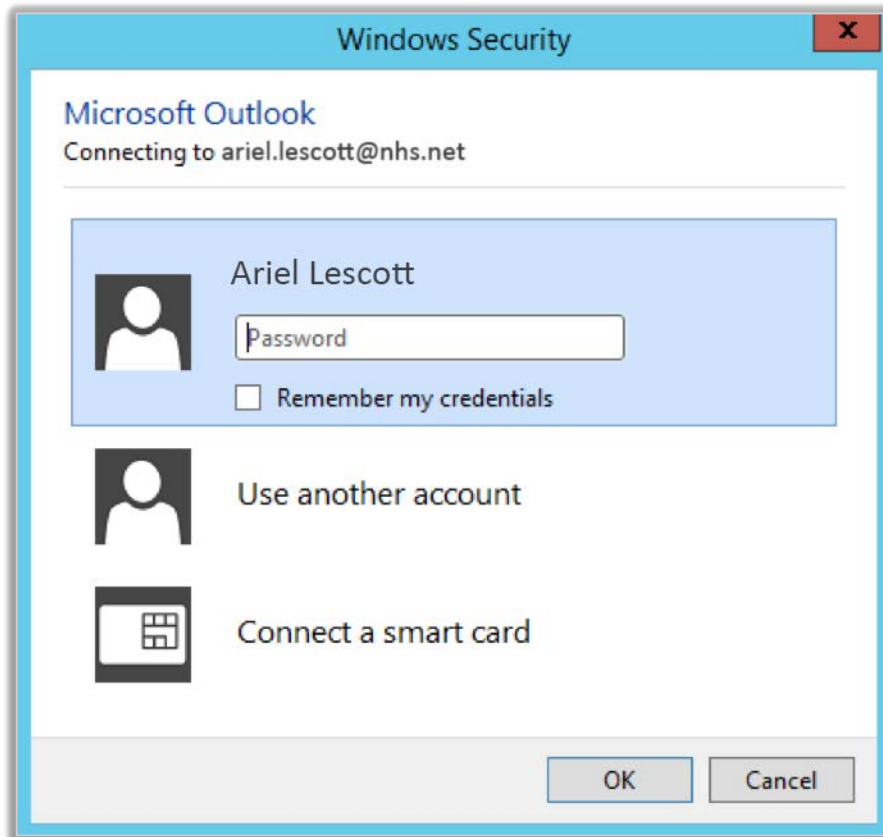 Windows Security
x
Microsoft Outlook
Connecting to ariel.lescott@nhs.net
Ariel Lescott
Password
Remember my credentials
Use another account
Connect a smart card
OK
Cancel